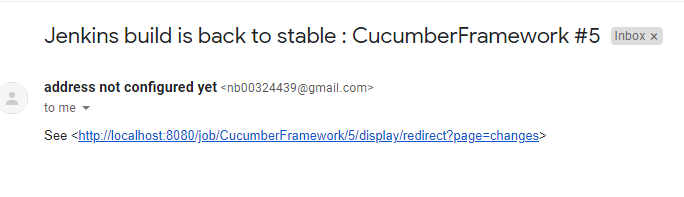 Jenkins build is back to stable : CucumberFramework #5 Inbox ×
address not configured yet <nb00324439@gmail.com>
to me
See <http://localhost:8080/job/CucumberFramework/5/display/redirect?page=changes>